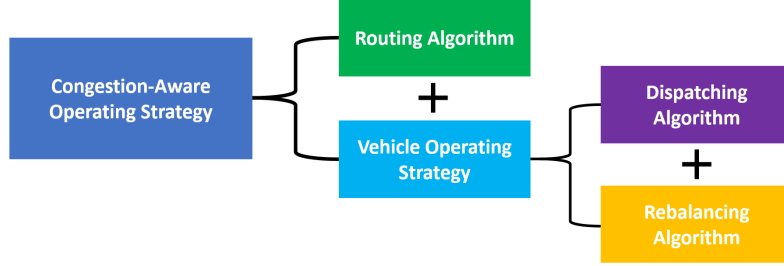 Congestion-Aware
Operating Strategy
Routing Algorithm
+
Vehicle Operating
Strategy
Dispatching
Algorithm
+
Rebalancing
Algorithm